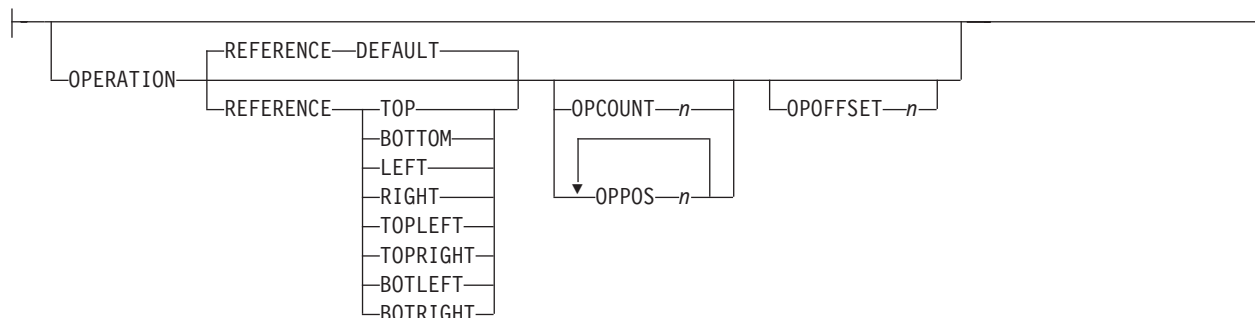 REFERENCE DEFAULT
OPERATION
REFERENCE TOP OPCOUNT n OPOFFSET n
BOTTOM
LEFT
RIGHT OPPOS n
TOPLEFT
TOPRIGHT
BOTLEFT
BOTRIGHT